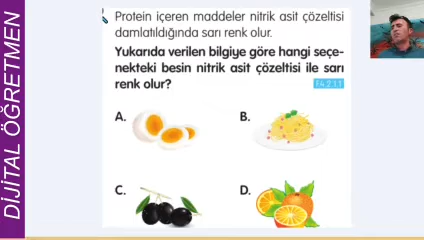 DİJİTAL ÖĞRETMEN
Protein içeren maddeler nitrik asit çözeltisi
damlatıldığında sarı renk olur.
Yukarıda verilen bilgiye göre hangi seçe-
nekteki besin nitrik asit çözeltisi ile sarı
renk olur?
F.4.2.1.1
A.
B.
C.
D.